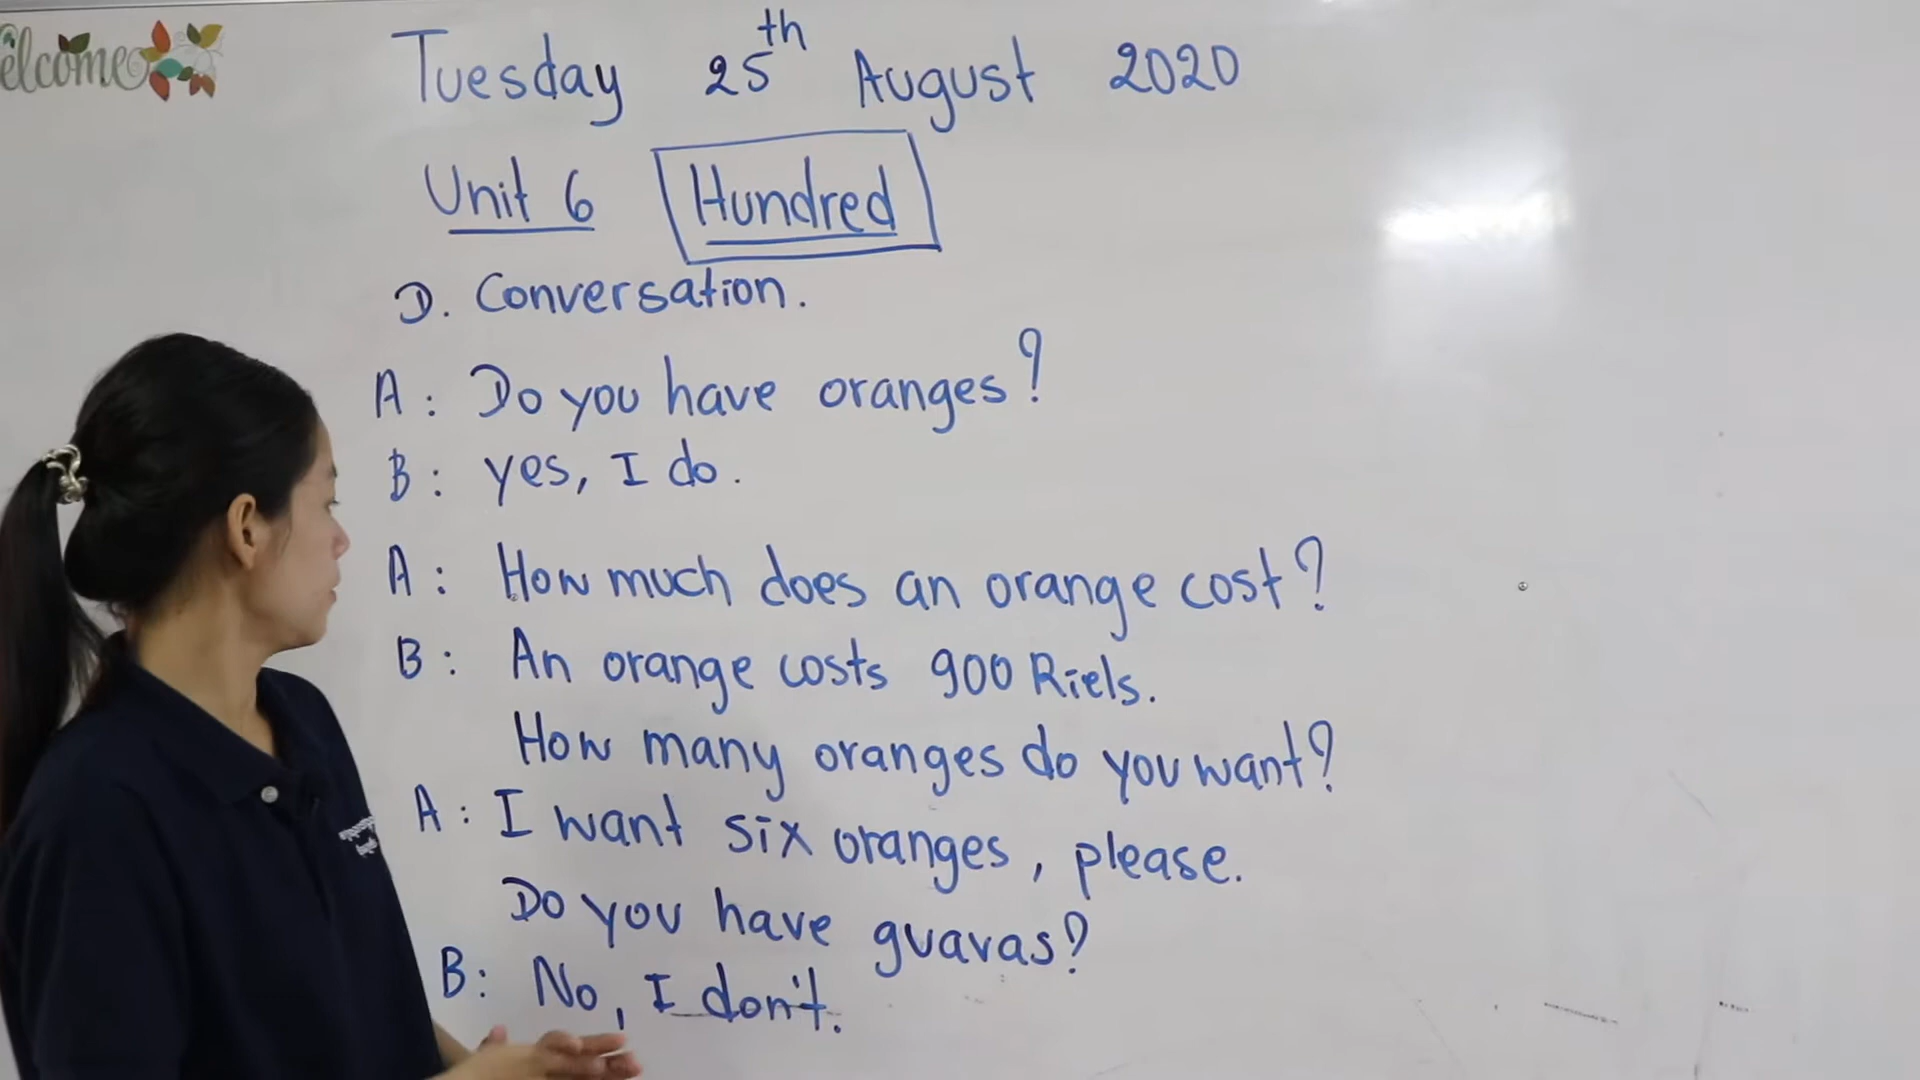 elcome
Tuesday 25th August 2020
Unit 6 Hundred
D. Conversation.
A: Do you have oranges?
B: yes, I do.
A: How much does an orange cost?
B: An orange costs 900 Riels.
How many oranges do you want?
A: I want six oranges, please.
Do you have guavas?
B: No, I don't.